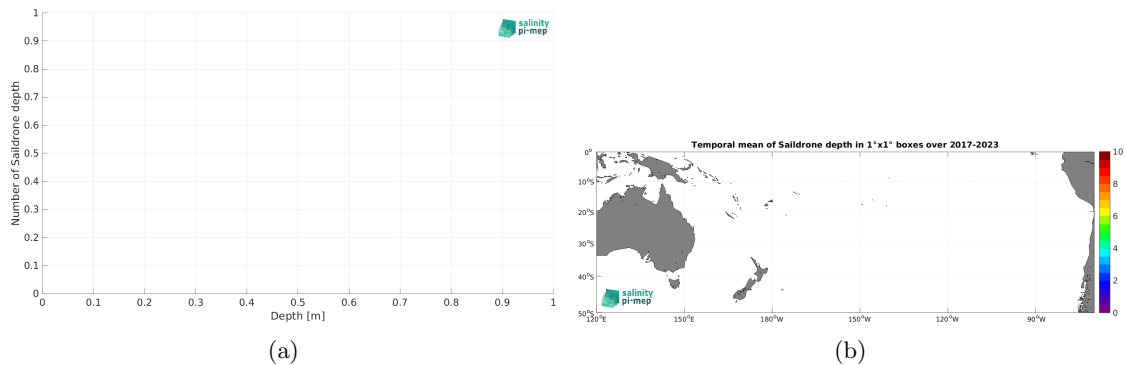 1
0.9
0.8
0.7
0.6
0.5
0.4
0.3
0.2
0.1
0
Number of Saildrone depth
0 0.1 0.2 0.3 0.4 0.5 0.6 0.7 0.8 0.9 1
Depth [m]
salinity
pi-mep
(a)
Temporal mean of Saildrone depth in 1°x1° boxes over 2017-2023
0°
10°S
20°S
30°S
40°S
50°S
120°E 150°E 180°W 150°W 120°W 90°W
salinity
pi-mep
10
8
6
4
2
0
(b)